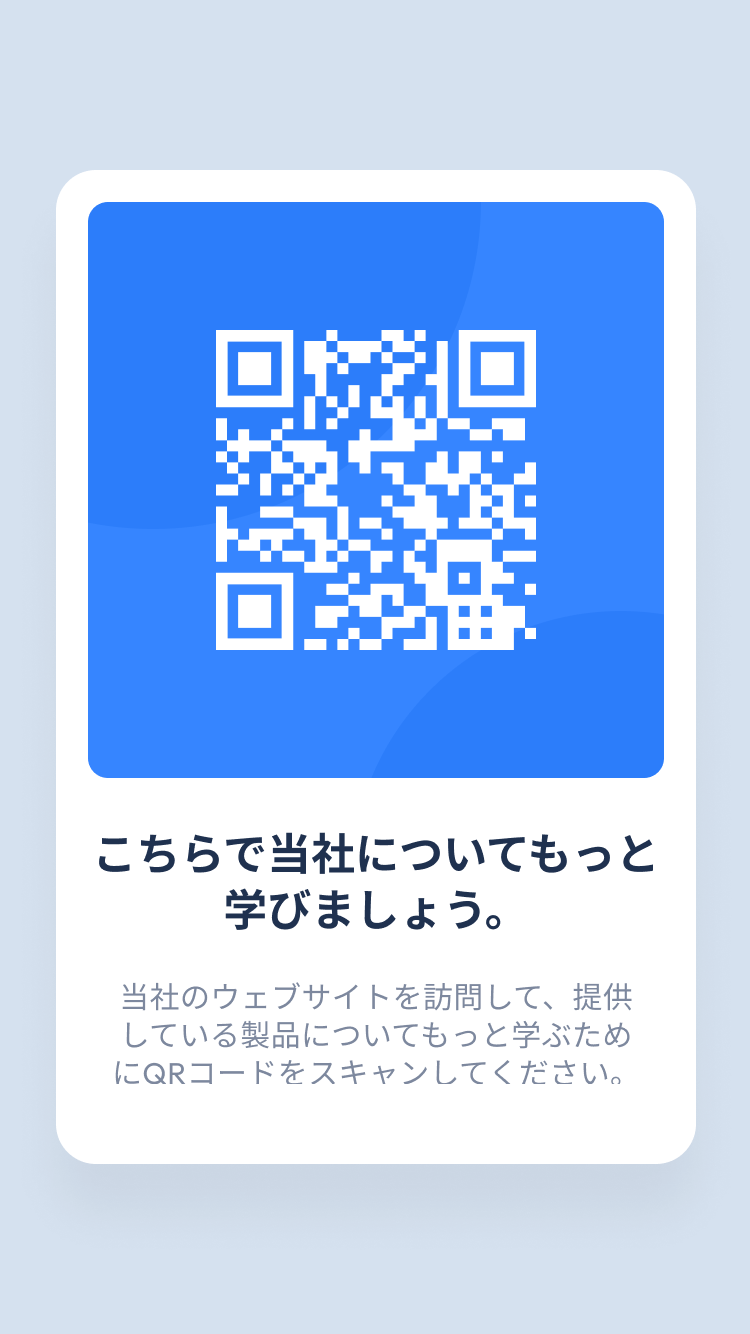 こちらで当社についてもっと
学びましょう。
当社のウェブサイトを訪問して、提供
している製品についてもっと学ぶため
にQRコードをスキャンしてください。